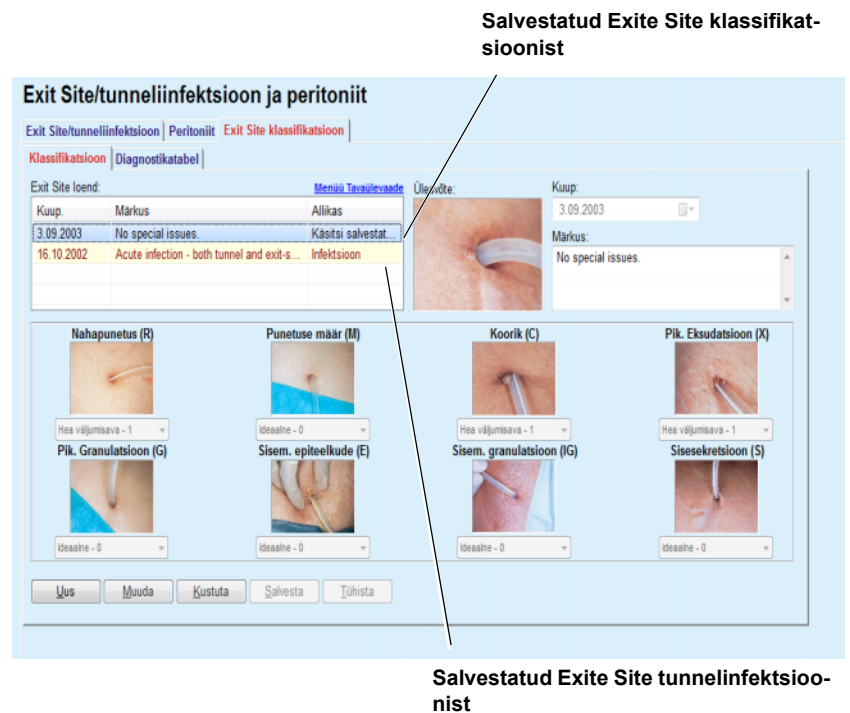 Salvestatud Exite Site klassifikat-
sioonist
Exit Site/tunneliinfektsioon ja peritoniit
Exit Site/tunneliinfektsioon Peritoniit Exit Site klassifikatsioon
Klassifikatsioon Diagnostikatabel
Exit Site loend: Menüü Tavaülevaade Ülesvõte: Kuup:
Kuup. Märkus Allikas 3.09.2003
3.09.2003 No special issues. Käsitsi salvestat... Märkus:
16.10.2002 Acute infection - both tunnel and exit-s... Infektsioon No special issues.
Nahapunetus (R) Punetuse määr (M) Koorik (C) Pik. Eksudatsioon (X)
Hea väljumisava - 1 Ideaalne - 0 Hea väljumisava - 1 Hea väljumisava - 1
Pik. Granulatsioon (G) Sisem. epiteelkude (E) Sisem. granulatsioon (IG) Sisesekretsioon (S)
Ideaalne - 0 Ideaalne - 0 Ideaalne - 0 Ideaalne - 0
Uus Muuda Kustuta Salvesta Tühista
Salvestatud Exite Site tunnelinfektsioo-
nist